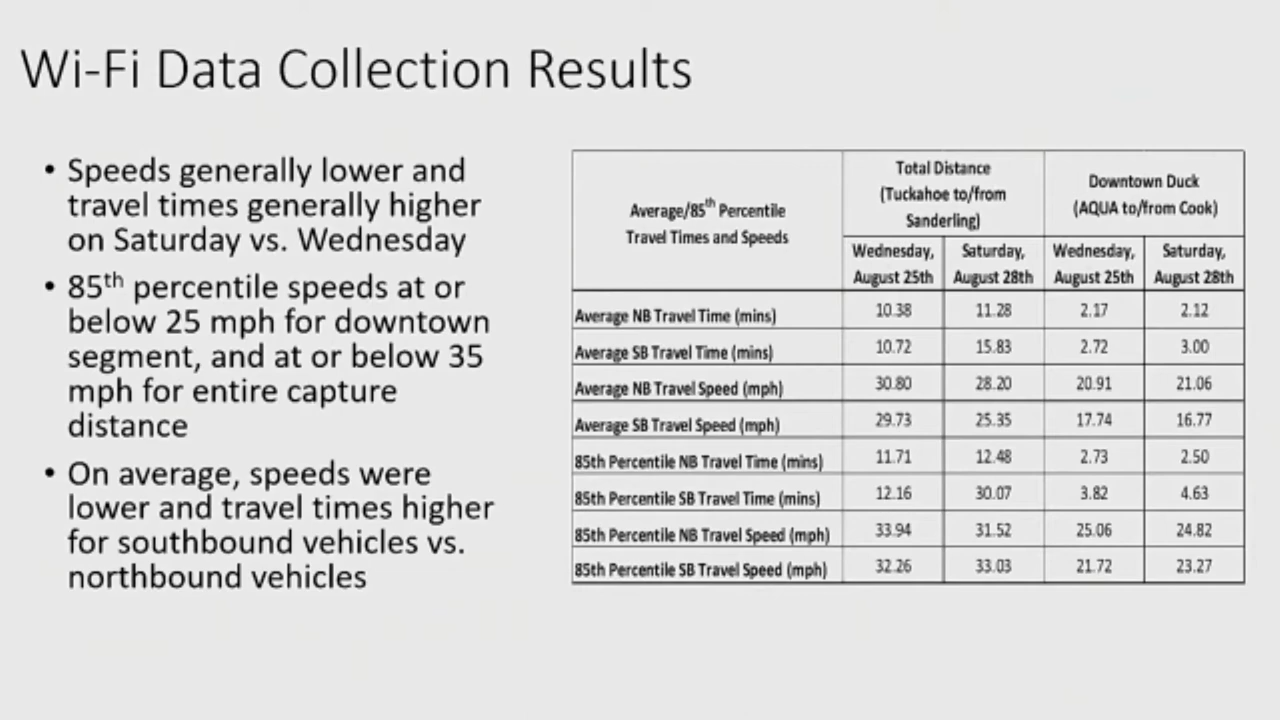 Wi-Fi Data Collection Results
• Speeds generally lower and
travel times generally higher
on Saturday vs. Wednesday
• 85th percentile speeds at or
below 25 mph for downtown
segment, and at or below 35
mph for entire capture
distance
• On average, speeds were
lower and travel times higher
for southbound vehicles vs.
northbound vehicles
Average/85th Percentile
Travel Times and Speeds
Total Distance
(Tuckahoe to/from
Sanderling)
Downtown Duck
(AQUA to/from Cook)
Wednesday, August 25th
Saturday, August 28th
Wednesday, August 25th
Saturday, August 28th
Average NB Travel Time (mins) 10.38 11.28 2.17 2.12
Average SB Travel Time (mins) 10.72 15.83 2.72 3.00
Average NB Travel Speed (mph) 30.80 28.20 20.91 21.06
Average SB Travel Speed (mph) 29.73 25.35 17.74 16.77
85th Percentile NB Travel Time (mins) 11.71 12.48 2.73 2.50
85th Percentile SB Travel Time (mins) 12.16 30.07 3.82 4.63
85th Percentile NB Travel Speed (mph) 33.94 31.52 25.06 24.82
85th Percentile SB Travel Speed (mph) 32.26 33.03 21.72 23.27